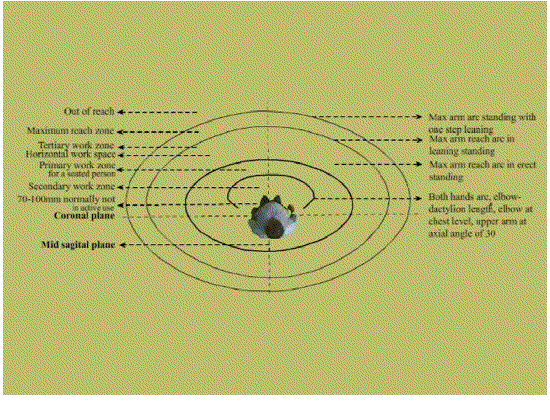 Out of reach
Maximum reach zone
Tertiary work zone
Horizontal work space
Primary work zone
for a seated person
Secondary work zone
70-100mm normally not
in active use
Coronal plane
Mid sagital plane
Max arm arc standing with
one step leaning
Max arm reach arc in
leaning standing
Max arm reach arc in erect
standing
Both hands arc, elbow-
dactylion length, elbow at
chest level, upper arm at
axial angle of 30